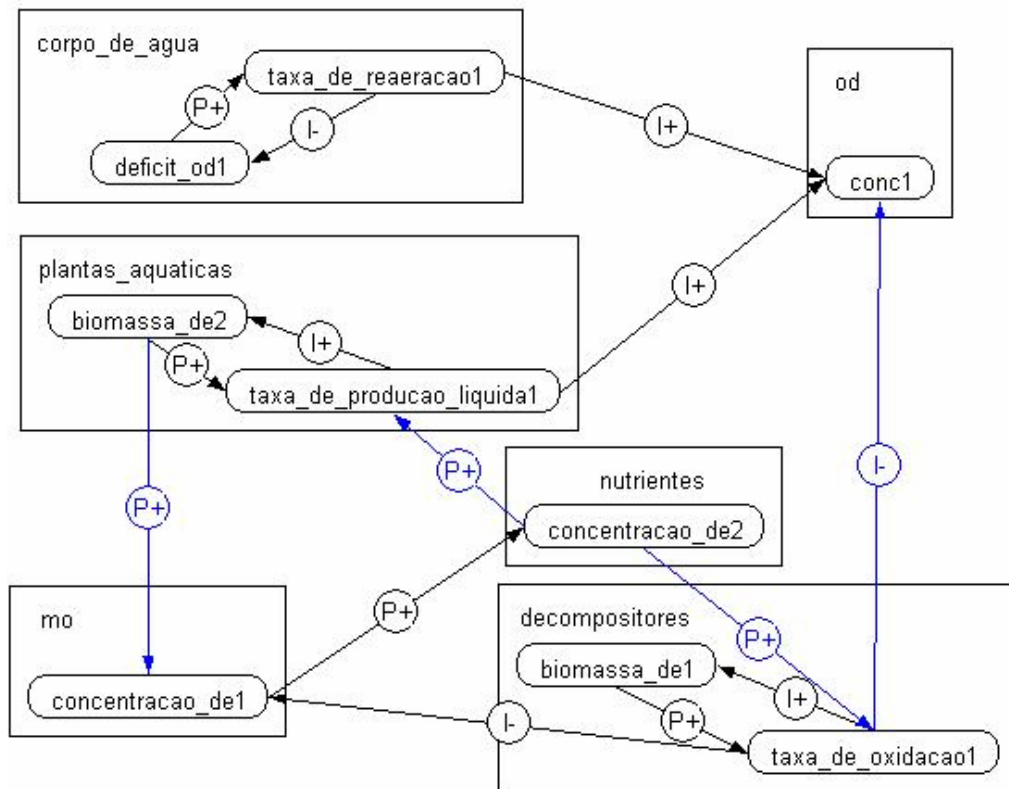 corpo_de_agua
taxa_de_reaeracao1
P+
I-
deficit_od1
I+
od
conc1
plantas_aquaticas
biomassa_de2
I+
P+
taxa_de_producao_liquida1
I+
P+
nutrientes
P+
concentracao_de2
I-
P+
mo
concentracao_de1
P+
decompositores
biomassa_de1
I+
P+
I-
taxa_de_oxidacao1